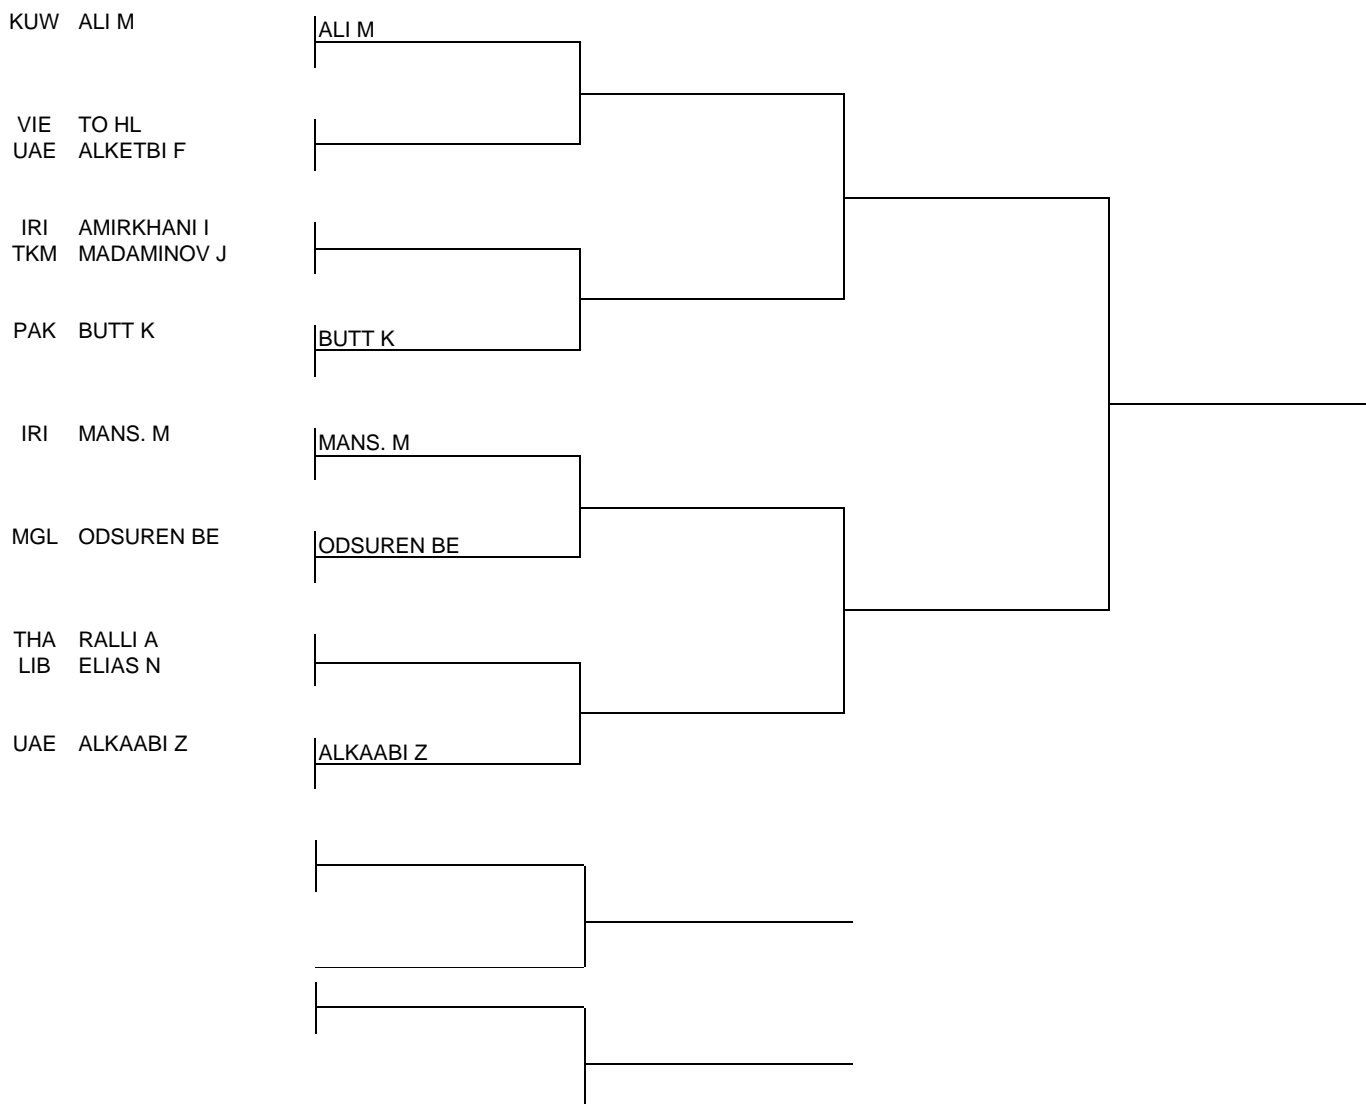 KUW ALI M ALI M
VIE TO HL
UAE ALKETBI F
IRI AMIRKHANI I
TKM MADAMINOV J
PAK BUTT K BUTT K
IRI MANS. M MANS. M
MGL ODSUREN BE ODSUREN BE
THA RALLI A
LIB ELIAS N
UAE ALKAABI Z ALKAABI Z